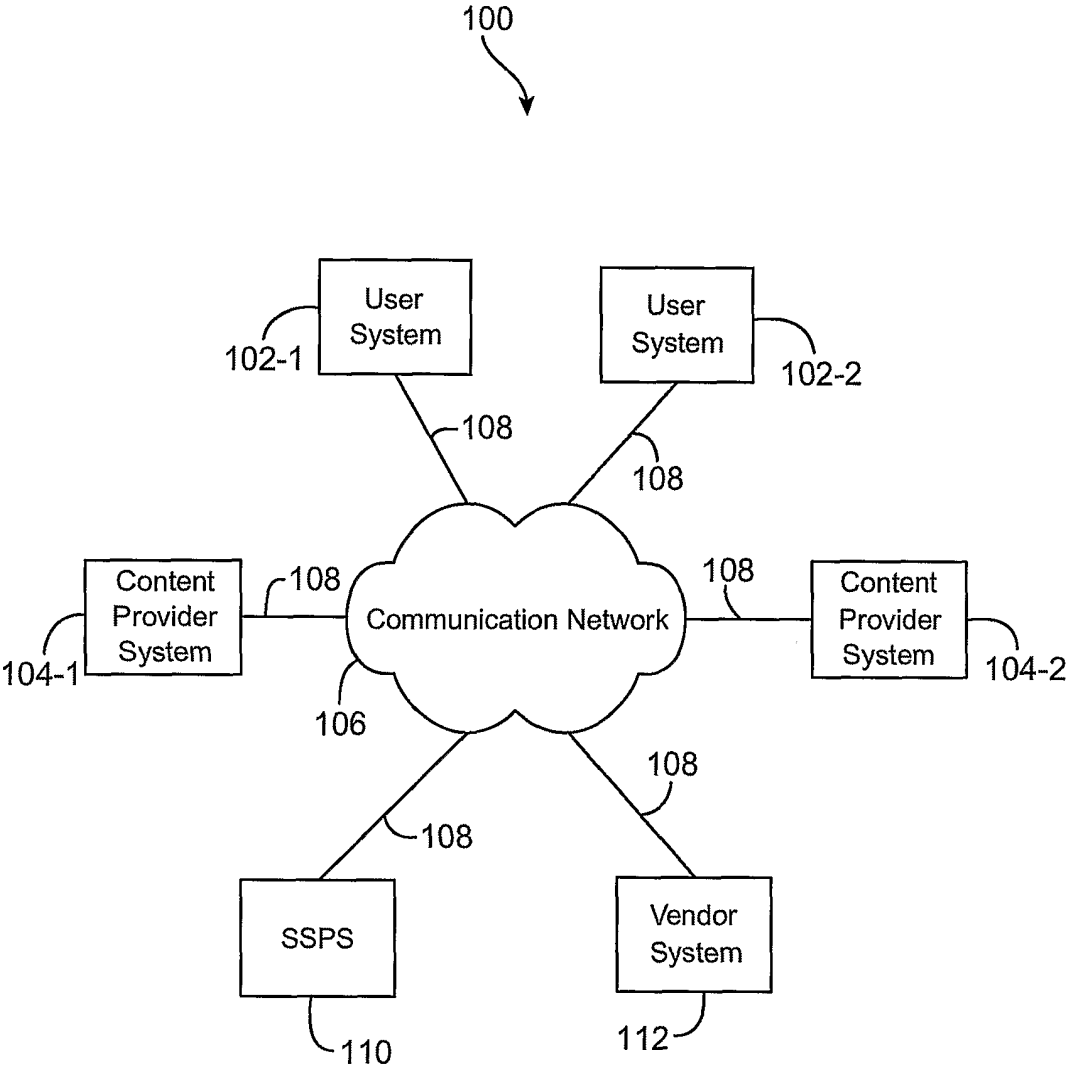 100
User
System
102-1
User
System
102-2
108
108
Content
Provider
System
104-1
108
Communication Network
106
108
Content
Provider
System
104-2
108
108
SSPS
110
Vendor
System
112